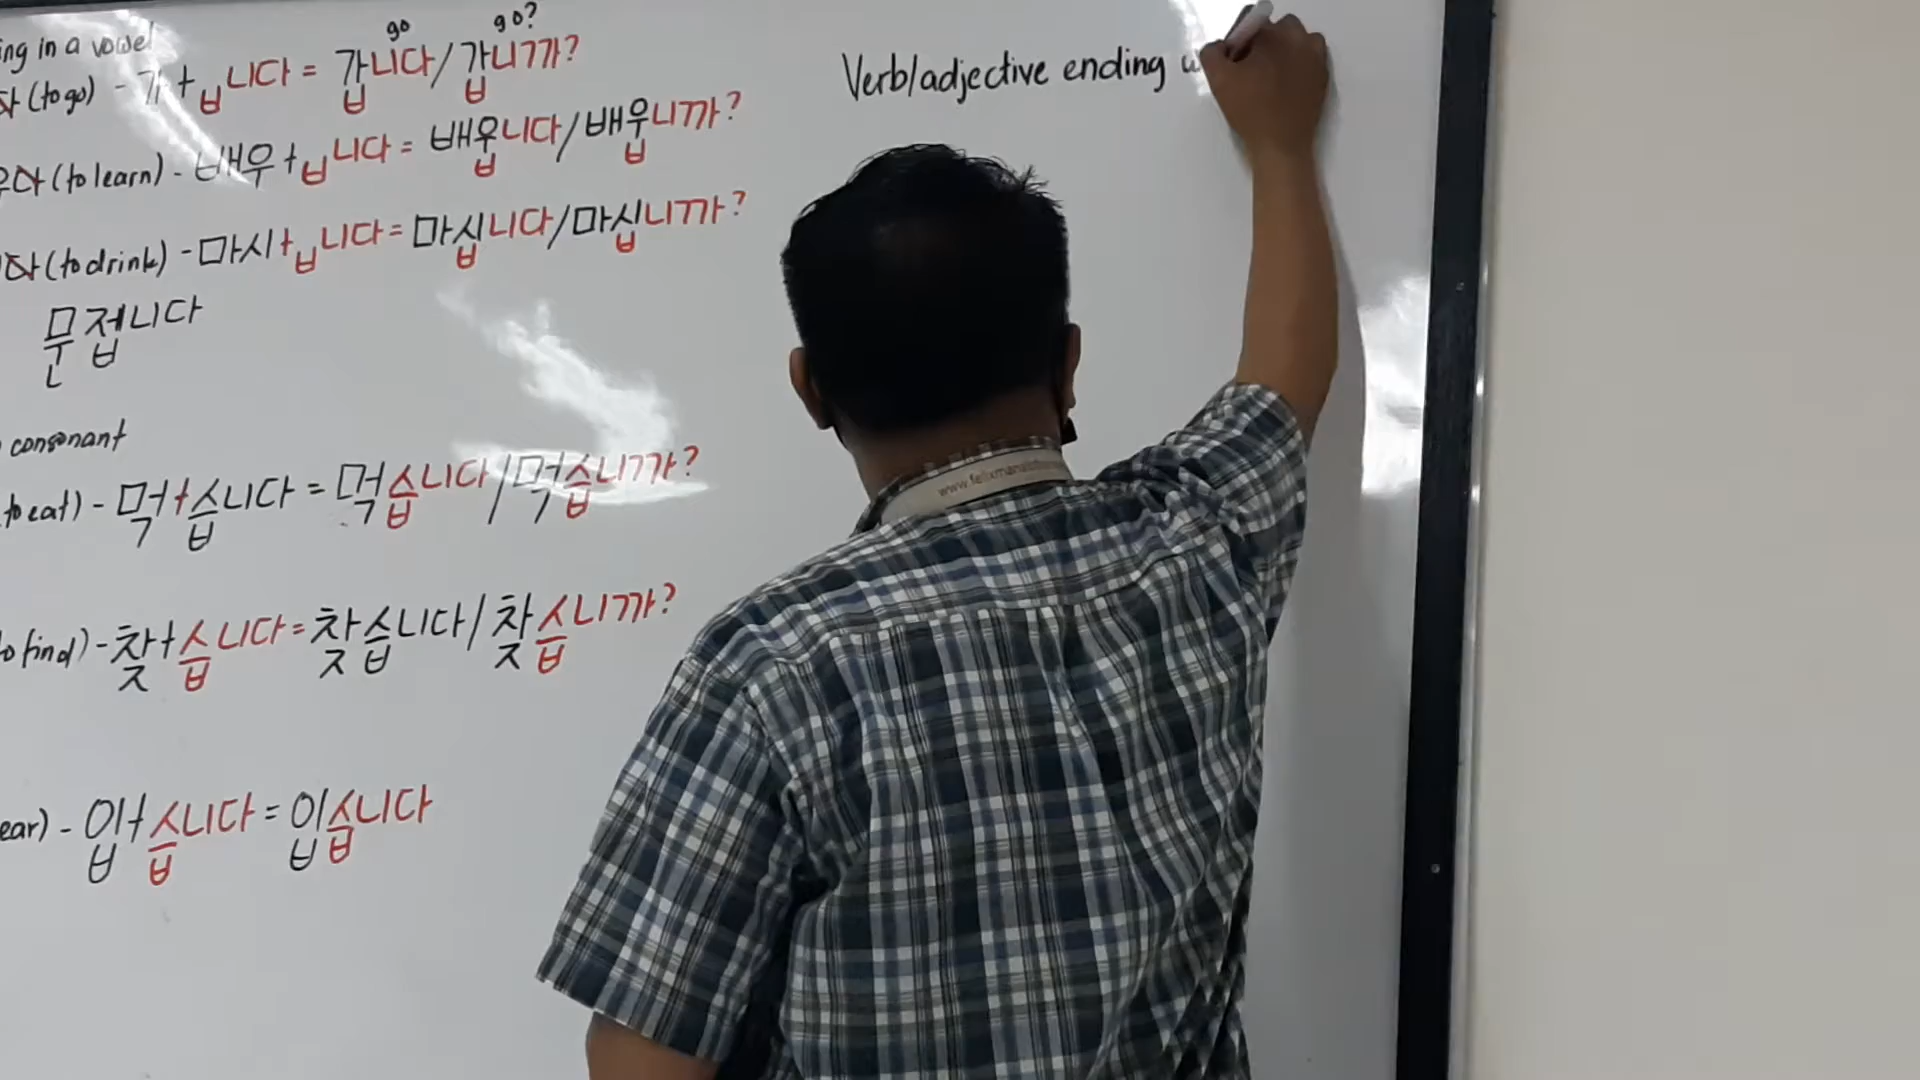 ing in a vowel
go go?
다 (to go) - 가 + ㅂ니다 = 갑니다/갑니까?
우다 (to learn) - 배우 + ㅂ니다 = 배웁니다/배웁니까?
다 (to drink) - 마시 + ㅂ니다 = 마십니다/마십니까?
문접니다
consonant
to eat) - 먹 + 습니다 = 먹습니다/먹습니까?
o find) - 찾 + 습니다 = 찾습니다/찾습니까?
ear) - 입 + 습니다 = 입습니다
Verb/adjective ending w